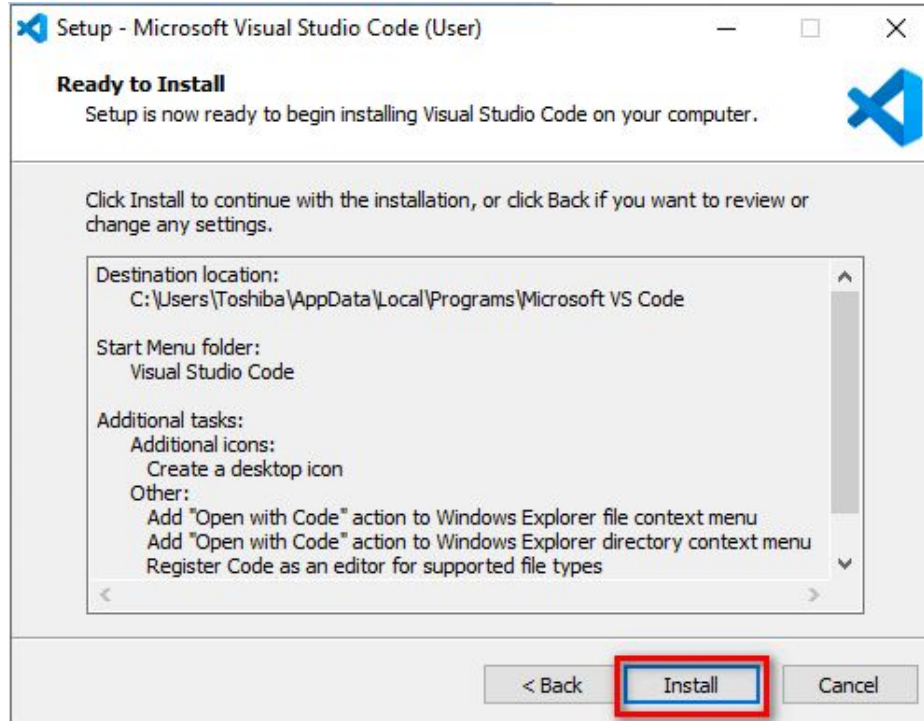 Setup - Microsoft Visual Studio Code (User)
Ready to Install
Setup is now ready to begin installing Visual Studio Code on your computer.
Click Install to continue with the installation, or click Back if you want to review or
change any settings.
Destination location:
C:\Users\Toshiba\AppData\Local\Programs\Microsoft VS Code
Start Menu folder:
Visual Studio Code
Additional tasks:
Additional icons:
Create a desktop icon
Other:
Add "Open with Code" action to Windows Explorer file context menu
Add "Open with Code" action to Windows Explorer directory context menu
Register Code as an editor for supported file types
< Back Install Cancel